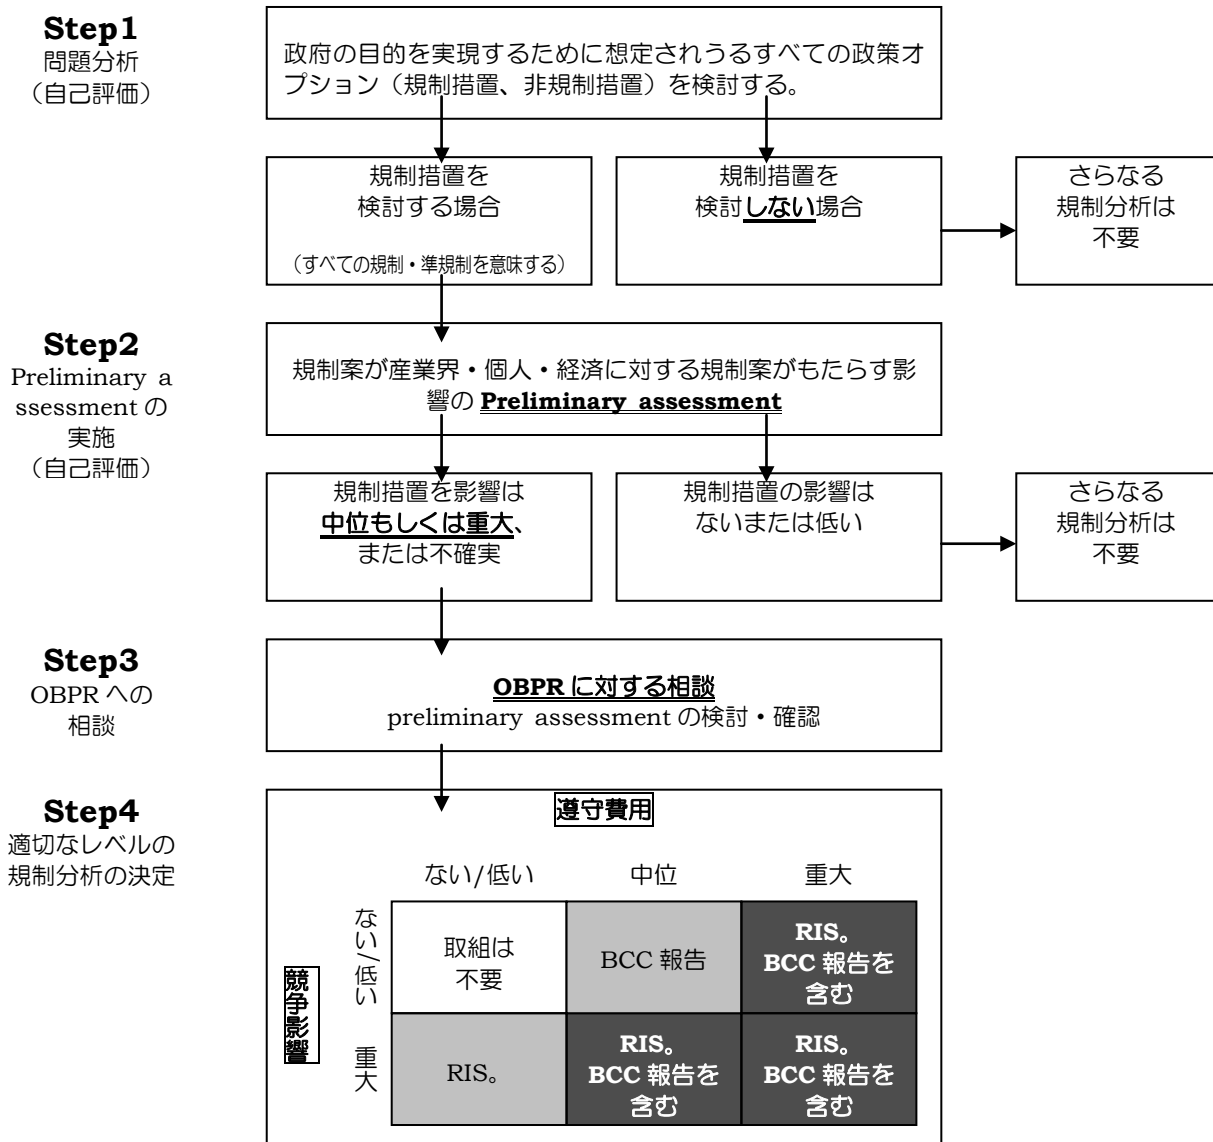 Step1
問題分析
（自己評価）
政府の目的を実現するために想定されうるすべての政策オ
プション（規制措置、非規制措置）を検討する。
規制措置を
検討する場合
（すべての規制・準規制を意味する）
規制措置を
検討しない場合
さらなる
規制分析は
不要
Step2
Preliminary a
ssessment の
実施
（自己評価）
規制案が産業界・個人・経済に対する規制案がもたらす影
響の Preliminary assessment
規制措置を影響は
中位もしくは重大、
または不確実
規制措置の影響は
ないまたは低い
さらなる
規制分析は
不要
Step3
OBPR への
相談
OBPR に対する相談
preliminary assessment の検討・確認
Step4
適切なレベルの
規制分析の決定
遵守費用
ない/低い
中位
重大
競争影響
ない/低い
取組は
不要
BCC 報告
RIS。
BCC 報告を
含む
重大
RIS。
RIS。
BCC 報告を
含む
RIS。
BCC 報告を
含む